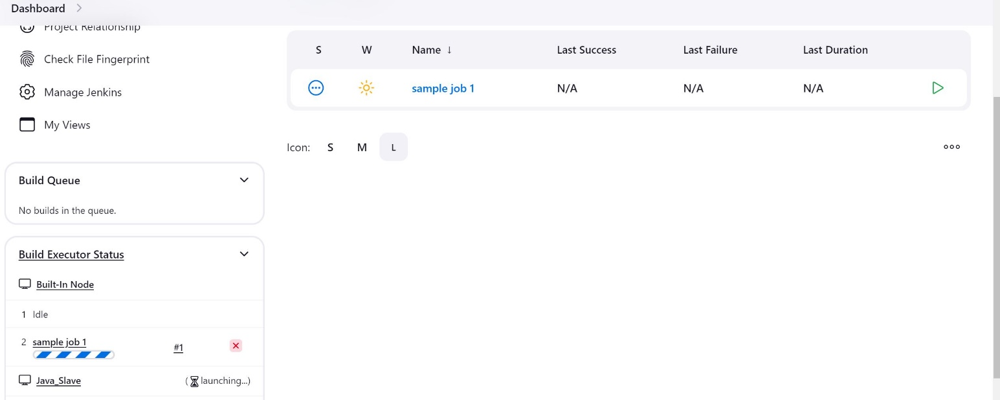 Dashboard
Project Relationship
Check File Fingerprint
Manage Jenkins
My Views
Build Queue
No builds in the queue.
Build Executor Status
Built-In Node
1 Idle
2 sample job 1 #1
Java_Slave (launching...)
S W Name ↓ Last Success Last Failure Last Duration
sample job 1 N/A N/A N/A
Icon: S M L